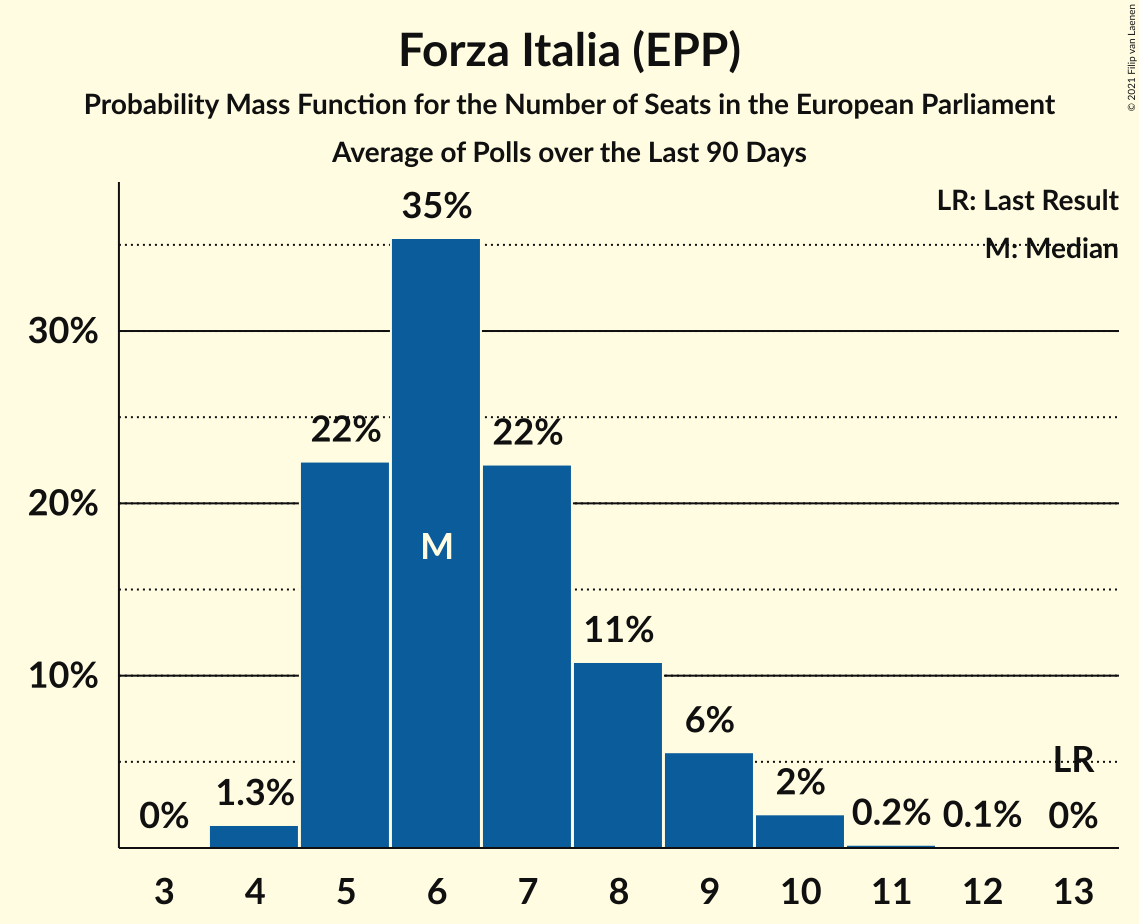 Forza Italia (EPP)
Probability Mass Function for the Number of Seats in the European Parliament
Average of Polls over the Last 90 Days
© 2021 Filip van Laenen
LR: Last Result
M: Median
35%
30%
22%
22%
20%
M
11%
10%
6%
LR
2%
1.3%
0%
0.2%
0.1%
0%
3 4 5 6 7 8 9 10 11 12 13